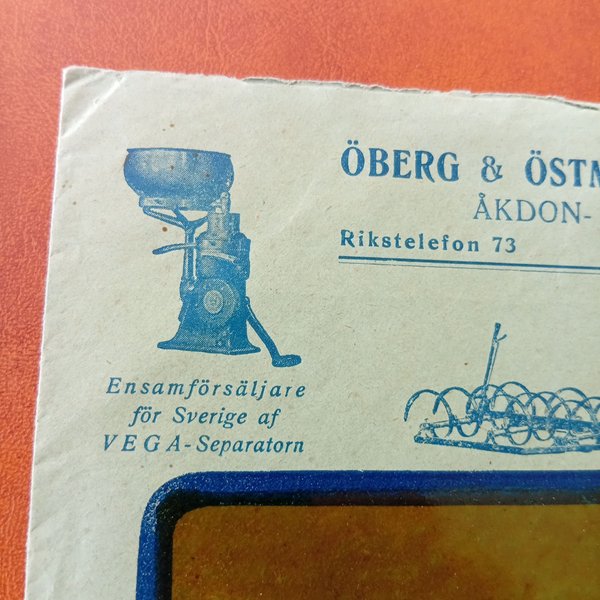 ÖBERG & ÖSTM
ÅKDON-
Rikstelefon 73
Ensamförsäljare
för Sverige af
VEGA-Separatorn